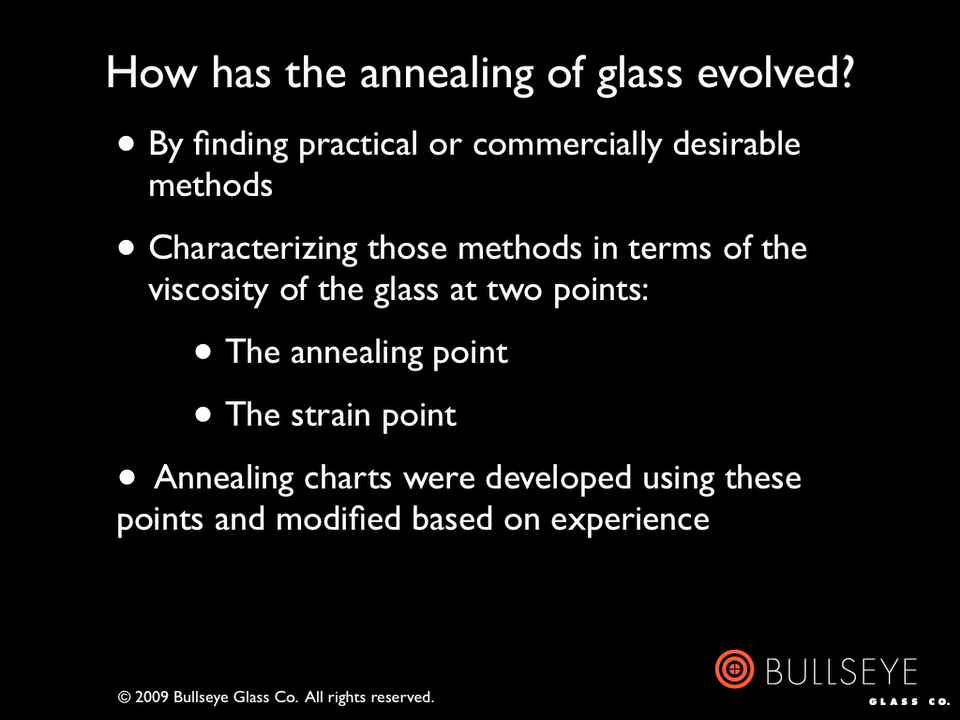 How has the annealing of glass evolved?
• By finding practical or commercially desirable
methods
• Characterizing those methods in terms of the
viscosity of the glass at two points:
• The annealing point
• The strain point
• Annealing charts were developed using these
points and modified based on experience
BULLSEYE
GLASS CO.
© 2009 Bullseye Glass Co. All rights reserved.